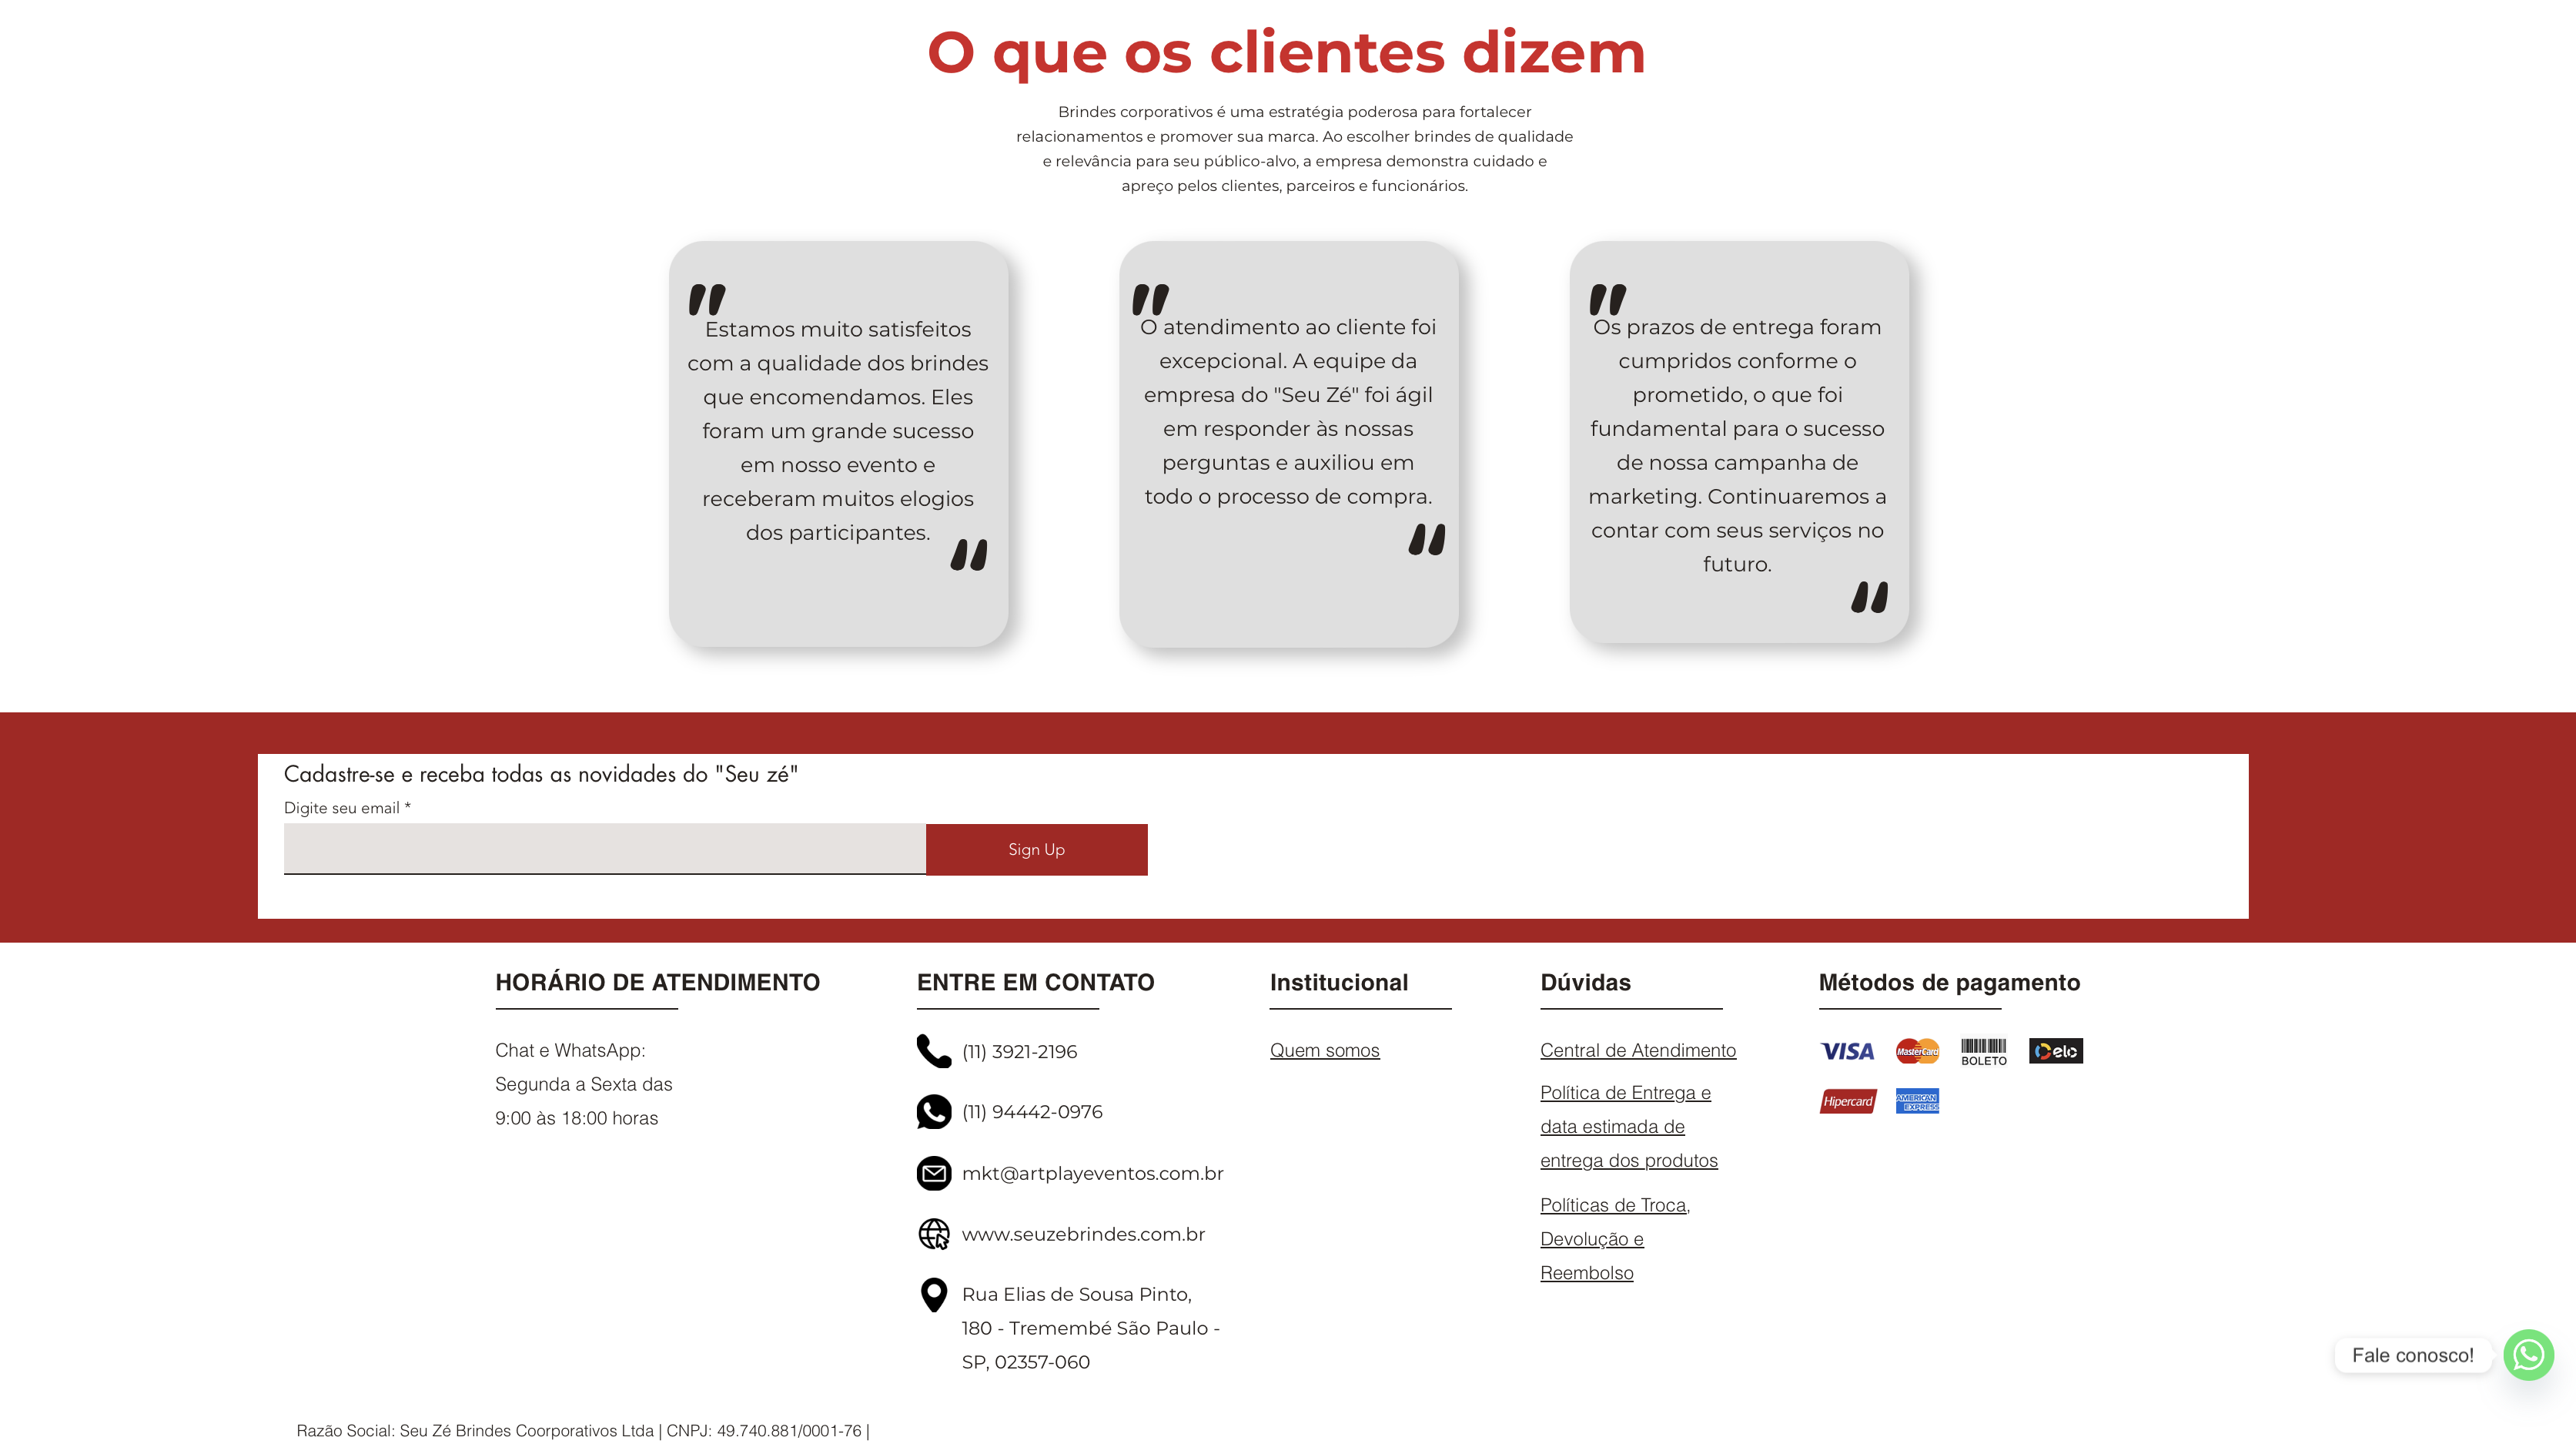 O que os clientes dizem
Brindes corporativos é uma estratégia poderosa para fortalecer
relacionamentos e promover sua marca. Ao escolher brindes de qualidade
e relevância para seu público-alvo, a empresa demonstra cuidado e
apreço pelos clientes, parceiros e funcionários.
"
Estamos muito satisfeitos
com a qualidade dos brindes
que encomendamos. Eles
foram um grande sucesso
em nosso evento e
receberam muitos elogios
dos participantes.
"
"
O atendimento ao cliente foi
excepcional. A equipe da
empresa do "Seu Zé" foi ágil
em responder às nossas
perguntas e auxiliou em
todo o processo de compra.
"
"
Os prazos de entrega foram
cumpridos conforme o
prometido, o que foi
fundamental para o sucesso
de nossa campanha de
marketing. Continuaremos a
contar com seus serviços no
futuro.
"
Cadastre-se e receba todas as novidades do "Seu zé"
Digite seu email *
Sign Up
HORÁRIO DE ATENDIMENTO
Chat e WhatsApp:
Segunda a Sexta das
9:00 às 18:00 horas
ENTRE EM CONTATO
(11) 3921-2196
(11) 94442-0976
mkt@artplayeventos.com.br
www.seuzebrindes.com.br
Rua Elias de Sousa Pinto,
180 - Tremembé São Paulo -
SP, 02357-060
Institucional
Quem somos
Dúvidas
Central de Atendimento
Política de Entrega e
data estimada de
entrega dos produtos
Políticas de Troca,
Devolução e
Reembolso
Métodos de pagamento
VISA
MasterCard
BOLETO
elo
Hipercard
AMERICAN
EXPRESS
Fale conosco!
Razão Social: Seu Zé Brindes Coorporativos Ltda | CNPJ: 49.740.881/0001-76 |